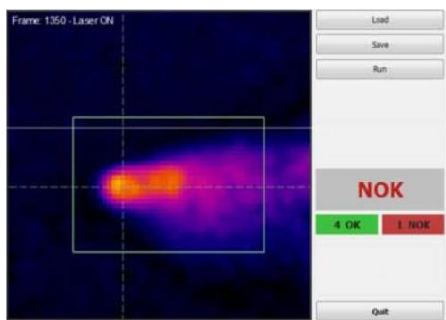 Frame: 1350 - Laser ON
Load
Save
Run
NOK
4 OK
1 NOK
Quit